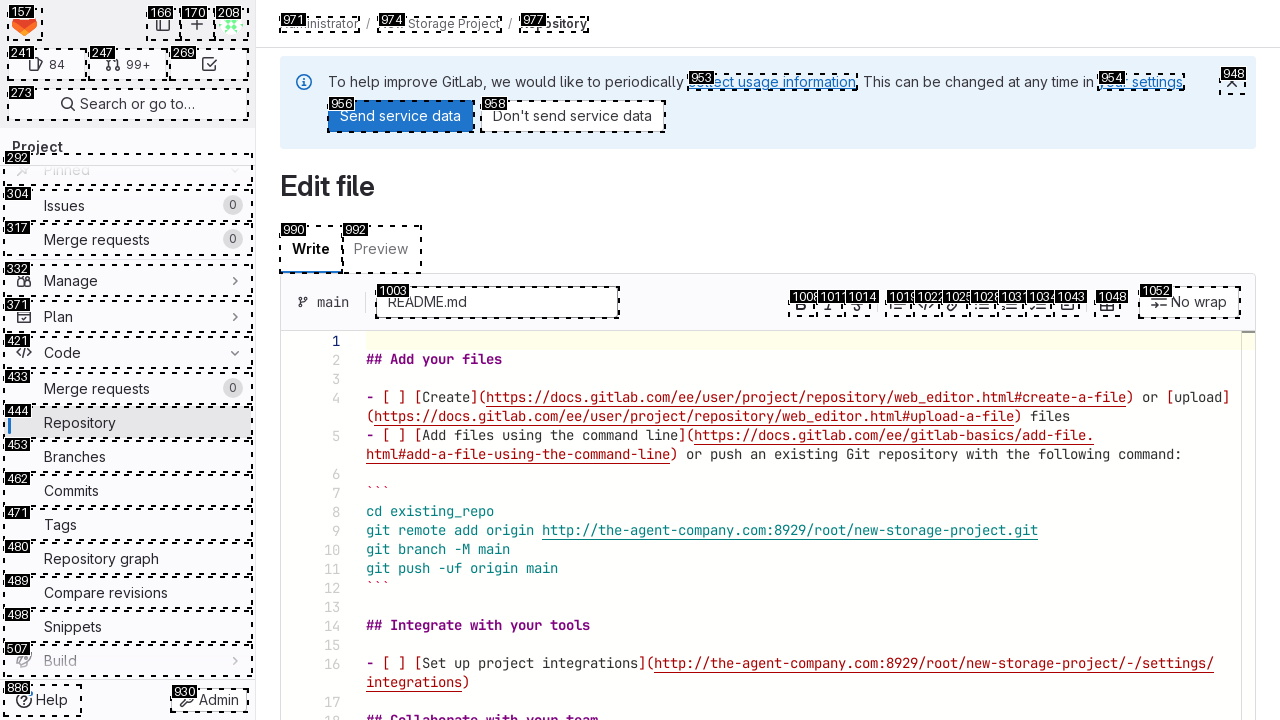 157
166
170
208
241
84
247
99+
269
273
Search or go to…
Project
292
Pinned
304
Issues
0
317
Merge requests
0
332
Manage
371
Plan
421
Code
433
Merge requests
0
444
Repository
453
Branches
462
Commits
471
Tags
480
Repository graph
489
Compare revisions
498
Snippets
507
Build
886
Help
930
Admin
971
Administrator
/
974
Storage Project
/
977
Repository
To help improve GitLab, we would like to periodically
953
collect usage information. This can be changed at any time in
954
your settings.
948
956
Send service data
958
Don't send service data
Edit file
990
Write
992
Preview
main
1003
README.md
1008
1011
1014
1019
1022
1025
1028
1031
1034
1043
1048
1052
No wrap
1
2 ## Add your files
3
4 - [ ] [Create](https://docs.gitlab.com/ee/user/project/repository/web_editor.html#create-a-file) or [upload]
(https://docs.gitlab.com/ee/user/project/repository/web_editor.html#upload-a-file) files
5 - [ ] [Add files using the command line](https://docs.gitlab.com/ee/gitlab-basics/add-file.
html#add-a-file-using-the-command-line) or push an existing Git repository with the following command:
6
7 ```
8 cd existing_repo
9 git remote add origin http://the-agent-company.com:8929/root/new-storage-project.git
10 git branch -M main
11 git push -uf origin main
12 ```
13
14 ## Integrate with your tools
15
16 - [ ] [Set up project integrations](http://the-agent-company.com:8929/root/new-storage-project/-/settings/
integrations)
17
18 ## Collaborate with your team